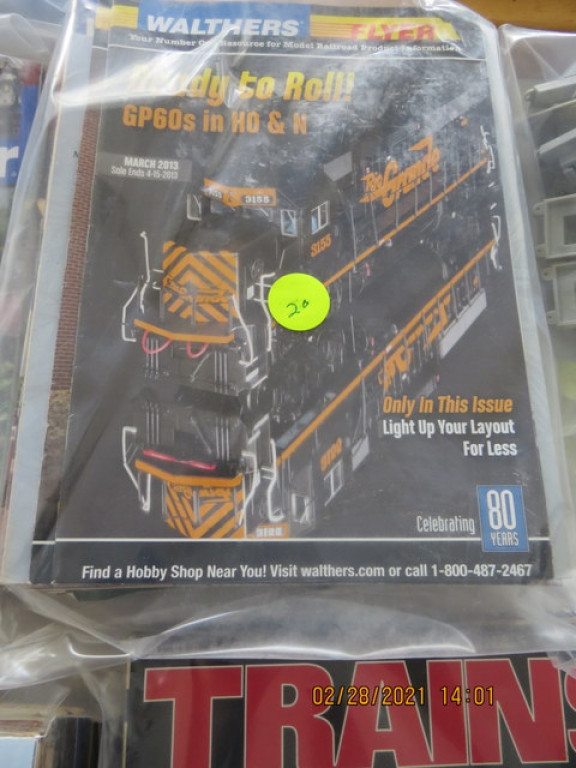 WALTHERS FLYER
Your Number One Resource for Model Railroad Product Information
Ready to Roll!
GP60s in HO & N
MARCH 2013
Sale Ends 4-15-2013
Rio Grande
3155
3155
20
Only In This Issue
Light Up Your Layout
For Less
Celebrating 80
YEARS
Find a Hobby Shop Near You! Visit walthers.com or call 1-800-487-2467
TRAINS
02/28/2021 14:01